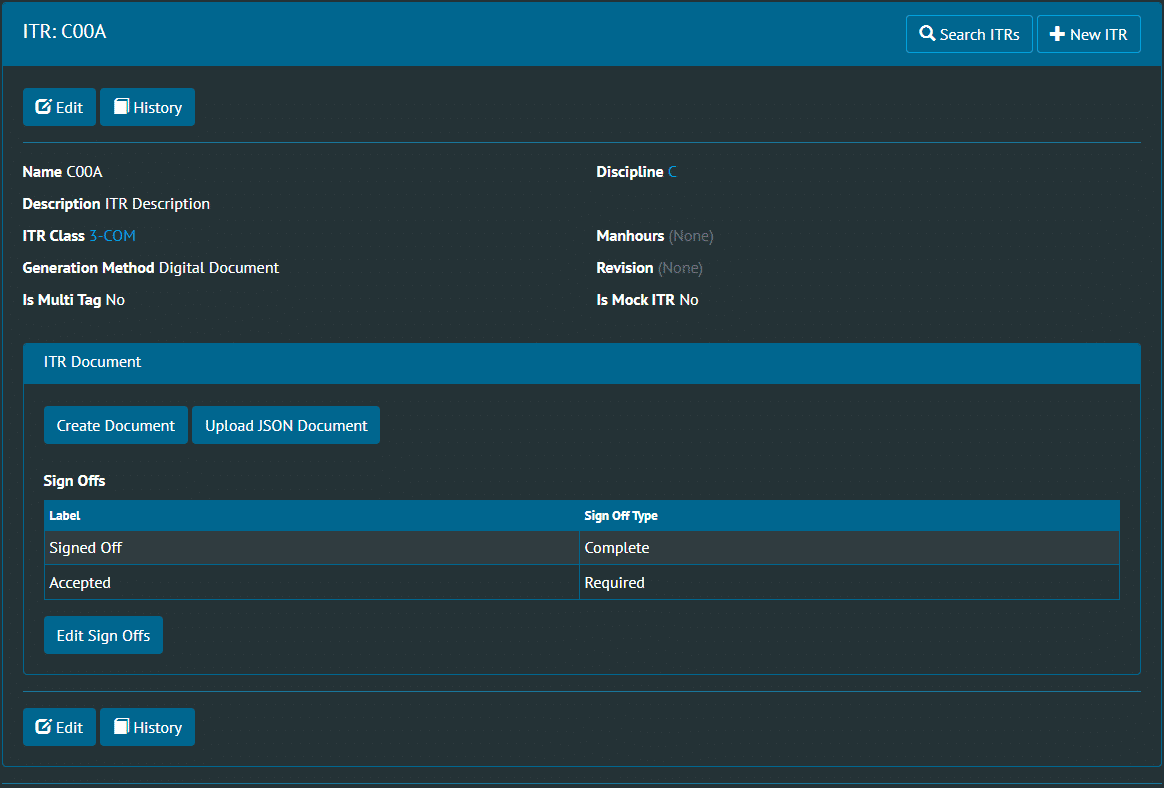 ITR: C00A
Search ITRs
New ITR
Edit
History
Name C00A
Discipline C
Description ITR Description
ITR Class 3-COM
Manhours (None)
Generation Method Digital Document
Revision (None)
Is Multi Tag No
Is Mock ITR No
ITR Document
Create Document
Upload JSON Document
Sign Offs
Label
Sign Off Type
Signed Off
Complete
Accepted
Required
Edit Sign Offs
Edit
History